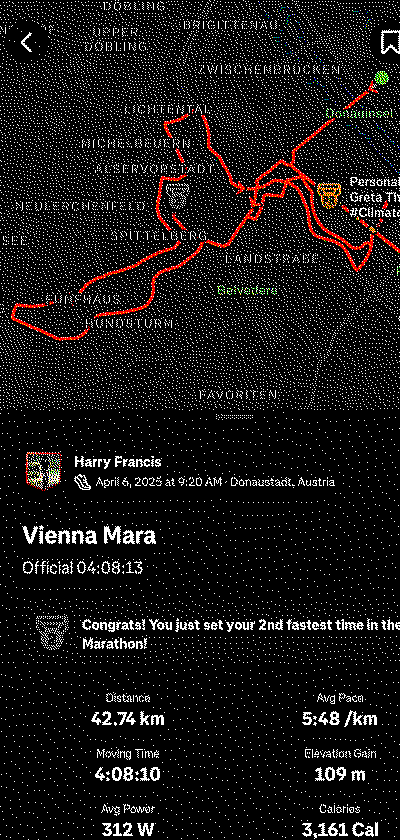 DÖBLING
UPPER
DÖBLING
BRIGITTENAU
ZWISCHENBRÜCKEN
LICHTENTAL
Donauinsel
MICHELBEUERN
ALSERVORSTADT
Personal
Greta Th
#Climate
NEULERCHENFELD
SEE
SPITTELBERG
LANDSTRAßE
Belvedere
FÜNFHAUS
FUNDSTURM
FAVORITEN
Harry Francis
April 6, 2025 at 9:20 AM · Donaustadt, Austria
Vienna Mara
Official 04:08:13
Congrats! You just set your 2nd fastest time in the
Marathon!
Distance
Avg Pace
42.74 km
5:48 /km
Moving Time
Elevation Gain
4:08:10
109 m
Avg Power
Calories
312 W
3,161 Cal